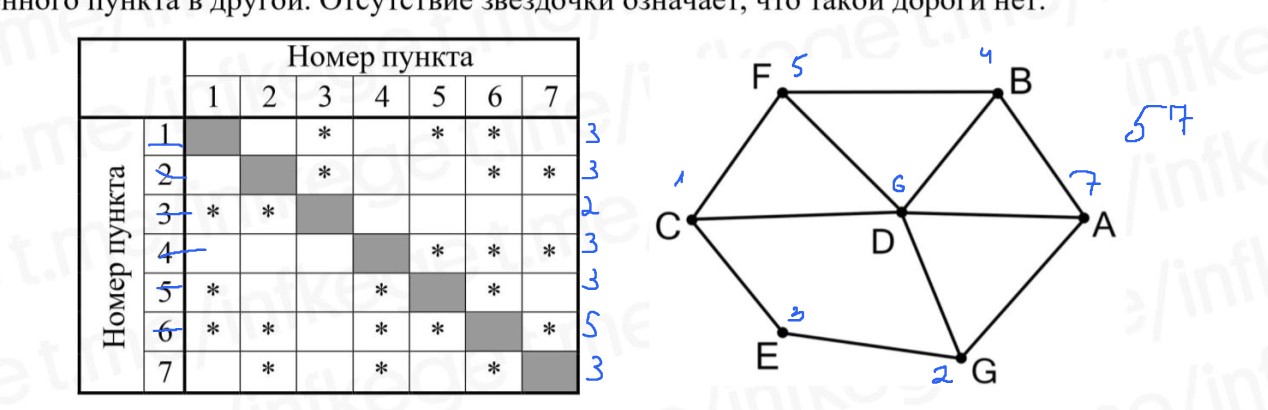 нного пункта в другой. Отсутствие звёздочки означает, что такой дороги нет.
Номер пункта
1 2 3 4 5 6 7
Номер пункта
1 * * * 3
2 * * * 3
3 * * 2
4 * * * 3
5 * * * 3
6 * * * * * 5
7 * * * 3
F 5
4 B
5 7
1 C
6 D
7 A
3 E
2 G